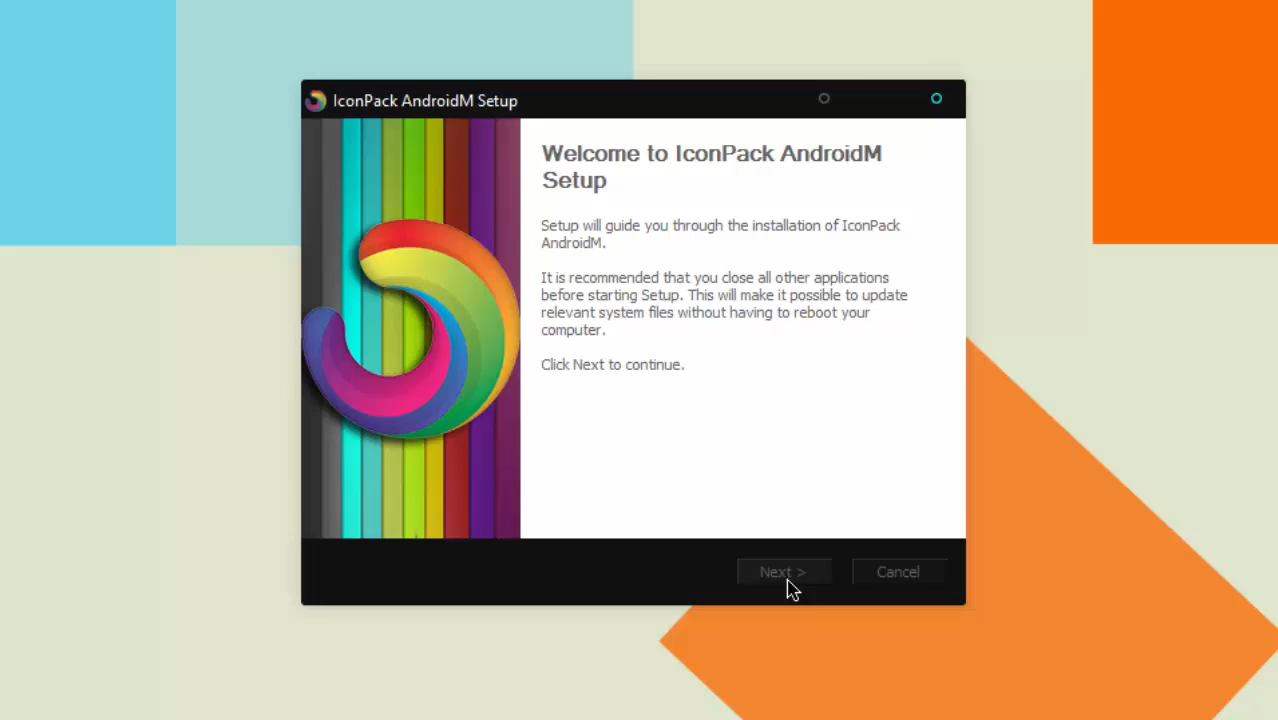 IconPack AndroidM Setup
Welcome to IconPack AndroidM
Setup
Setup will guide you through the installation of IconPack
AndroidM.
It is recommended that you close all other applications
before starting Setup. This will make it possible to update
relevant system files without having to reboot your
computer.
Click Next to continue.
Next >
Cancel